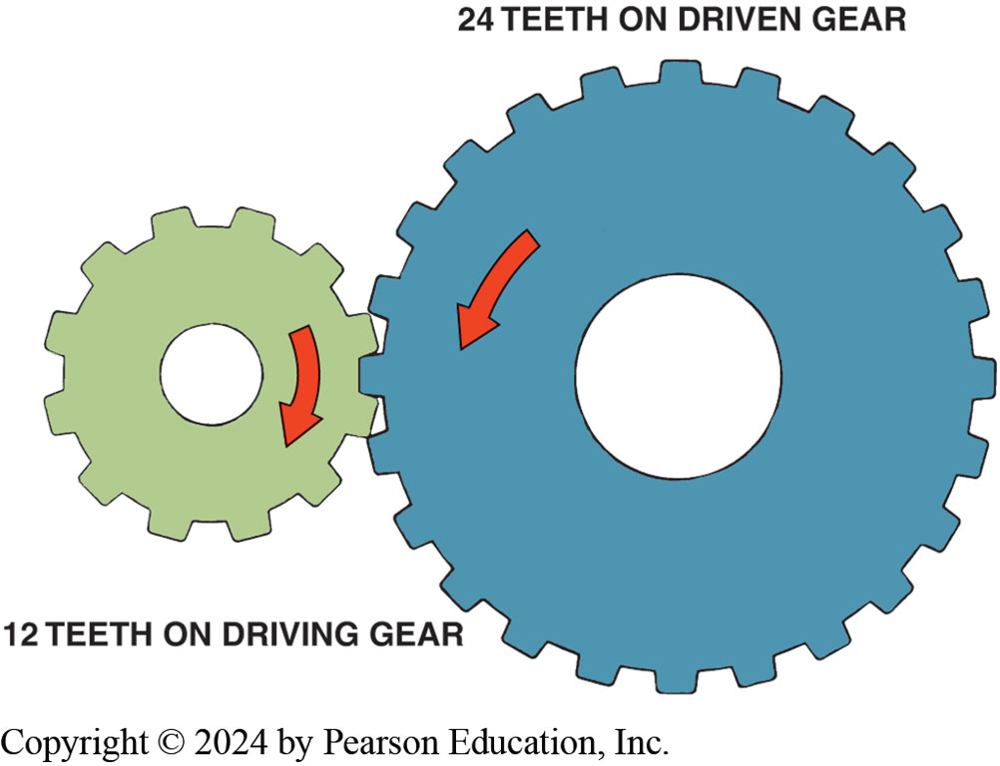 24 TEETH ON DRIVEN GEAR
12 TEETH ON DRIVING GEAR
Copyright © 2024 by Pearson Education, Inc.